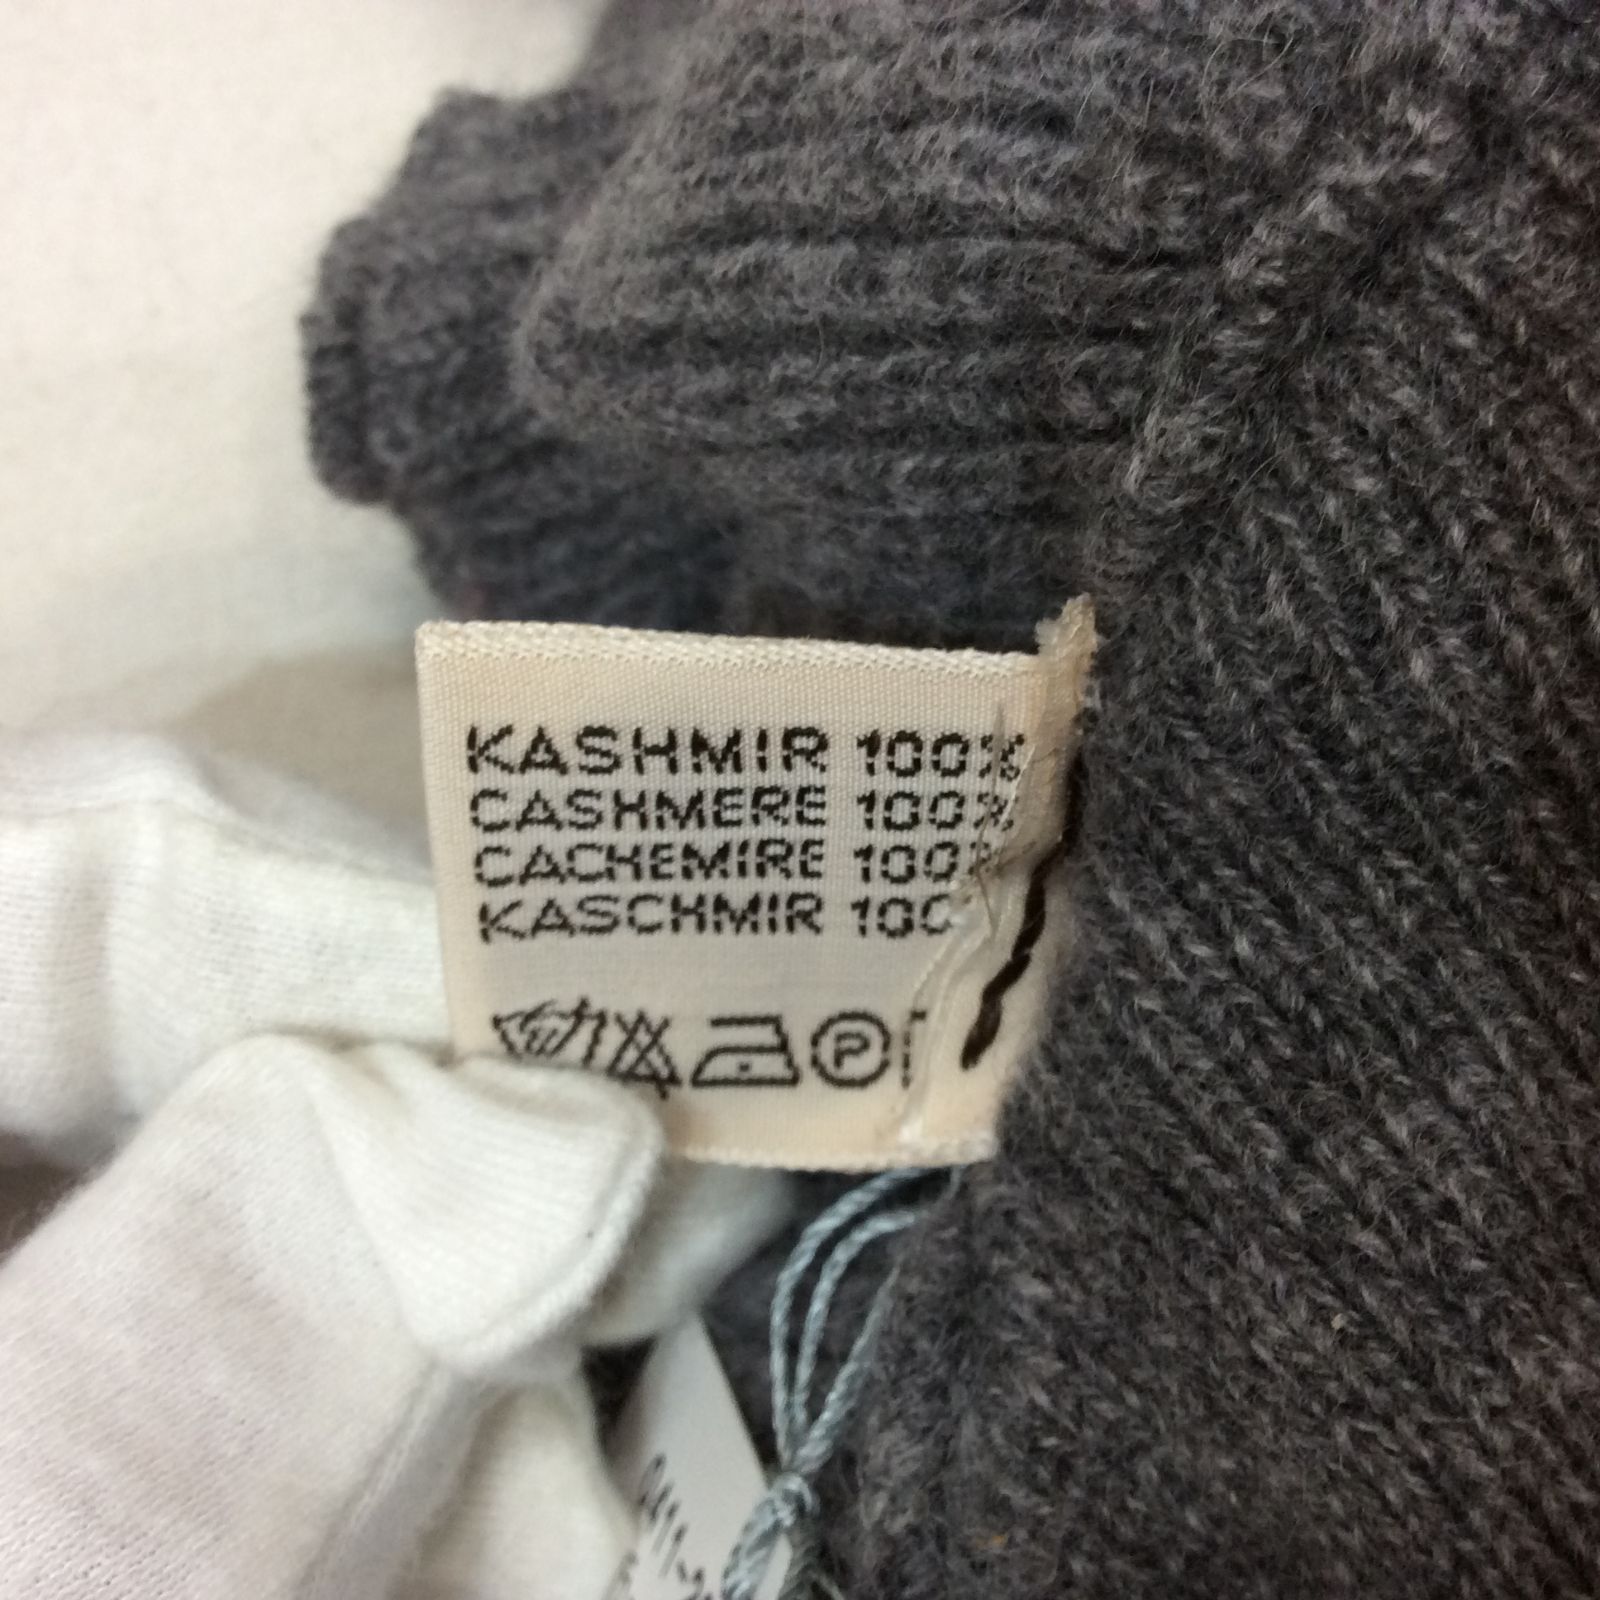 KASHMIR 100%
CASHMERE 100%
CACHEMIRE 100%
KASCHMIR 100
P